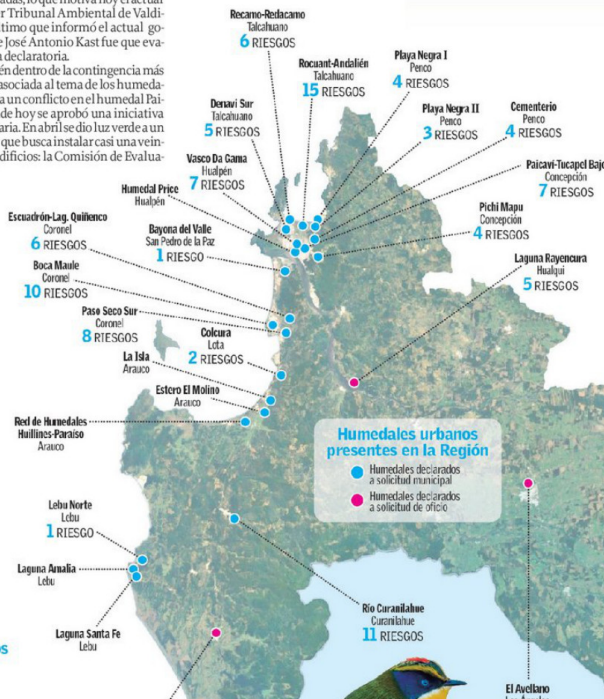 r Tribunal Ambiental de Valdi-
timo que informó el actual go-
e José Antonio Kast fue que eva-
a declaratoria.
én dentro de la contingencia más
asociada al tema de los humeda-
a un conflicto en el humedal Pai-
de hoy se aprobó una iniciativa
aria. En abril se dio luz verde a un
que busca instalar casi una vein-
dificios: la Comisión de Evalua-
Recamo-Redacamo
Talcahuano
6 RIESGOS
Rocuant-Andalién
Talcahuano
15 RIESGOS
Playa Negra I
Penco
4 RIESGOS
Denavi Sur
Talcahuano
5 RIESGOS
Playa Negra II
Penco
3 RIESGOS
Cementerio
Penco
4 RIESGOS
Vasco Da Gama
Hualpén
7 RIESGOS
Paicaví-Tucapel Bajo
Concepción
7 RIESGOS
Humedal Price
Hualpén
Pichi Mapu
Concepción
4 RIESGOS
Escuadrón-Lag. Quiñenco
Coronel
6 RIESGOS
Bayona del Valle
San Pedro de la Paz
1 RIESGO
Laguna Rayencura
Hualqui
5 RIESGOS
Boca Maule
Coronel
10 RIESGOS
Paso Seco Sur
Coronel
8 RIESGOS
Colcura
Lota
2 RIESGOS
La Isla
Arauco
Estero El Molino
Arauco
Red de Humedales
Huillines-Paraíso
Arauco
Humedales urbanos
presentes en la Región
Humedales declarados
a solicitud municipal
Humedales declarados
a solicitud de oficio
Lebu Norte
Lebu
1 RIESGO
Laguna Amalia
Lebu
Laguna Santa Fe
Lebu
Río Curanilahue
Curanilahue
11 RIESGOS
El Avellano